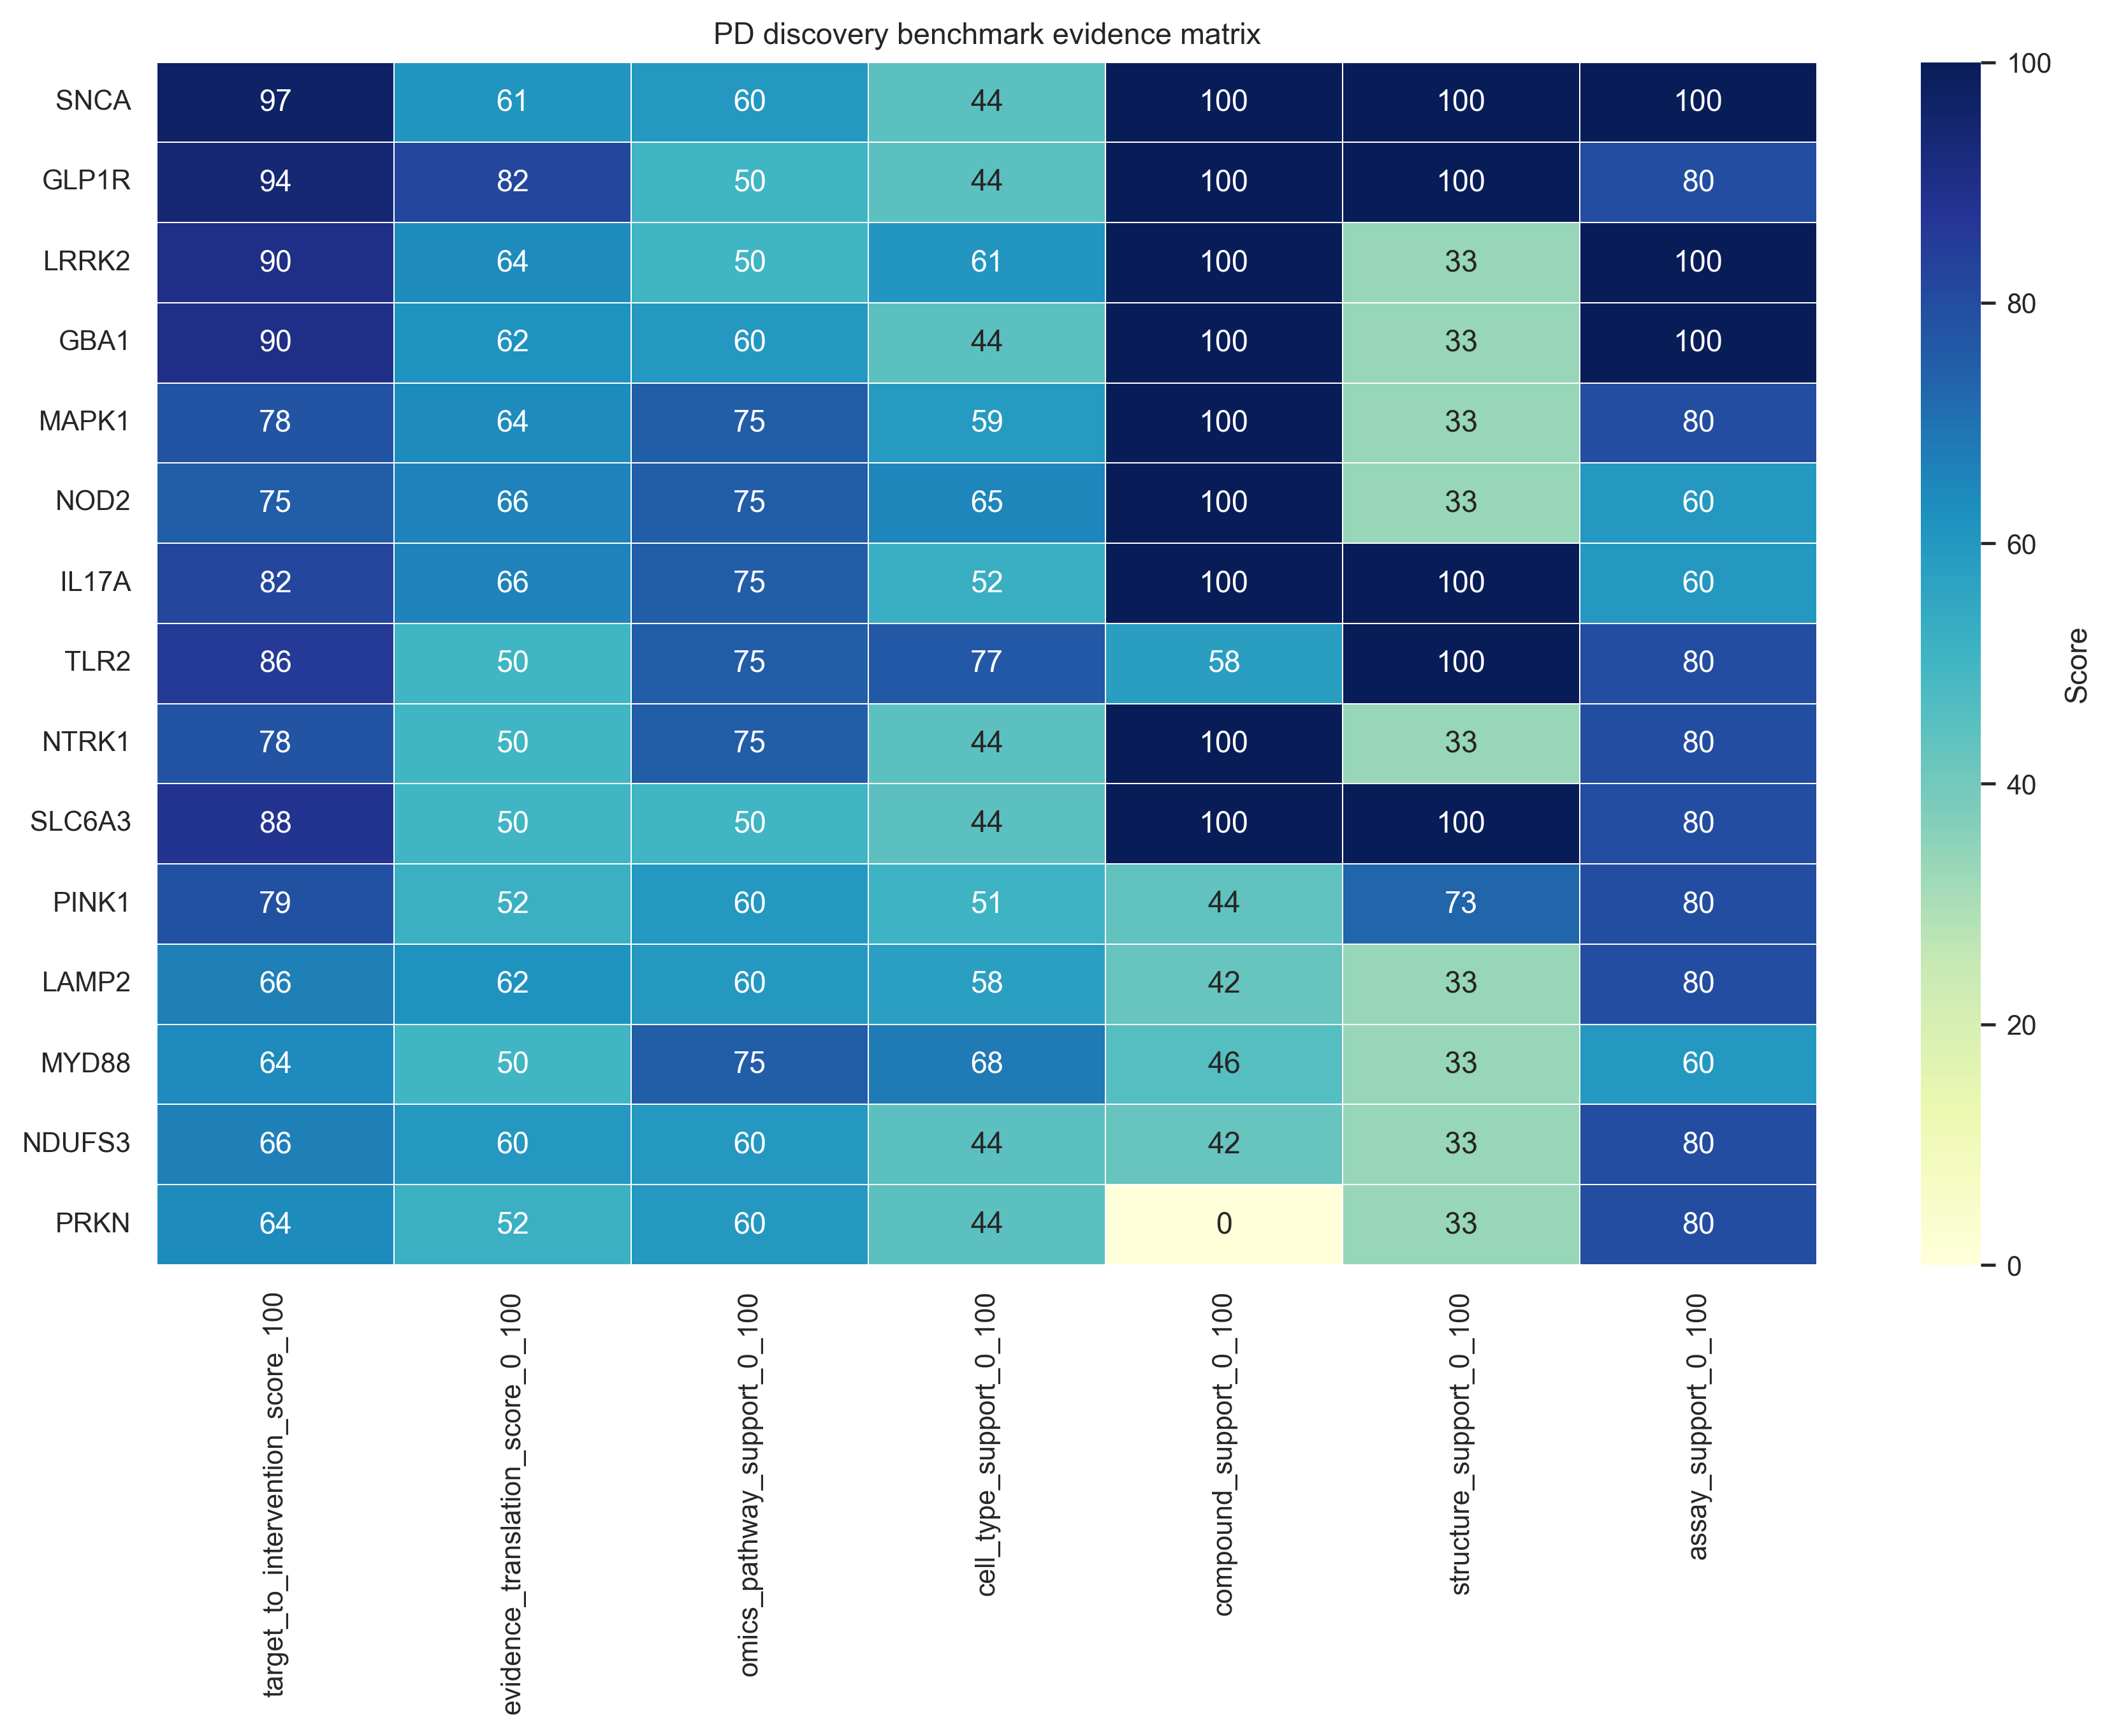 PD discovery benchmark evidence matrix
SNCA 97 61 60 44 100 100 100
GLP1R 94 82 50 44 100 100 80
LRRK2 90 64 50 61 100 33 100
GBA1 90 62 60 44 100 33 100
MAPK1 78 64 75 59 100 33 80
NOD2 75 66 75 65 100 33 60
IL17A 82 66 75 52 100 100 60
TLR2 86 50 75 77 58 100 80
NTRK1 78 50 75 44 100 33 80
SLC6A3 88 50 50 44 100 100 80
PINK1 79 52 60 51 44 73 80
LAMP2 66 62 60 58 42 33 80
MYD88 64 50 75 68 46 33 60
NDUFS3 66 60 60 44 42 33 80
PRKN 64 52 60 44 0 33 80
target_to_intervention_score_100
evidence_translation_score_0_100
omics_pathway_support_0_100
cell_type_support_0_100
compound_support_0_100
structure_support_0_100
assay_support_0_100
100
80
60
40
20
0
Score